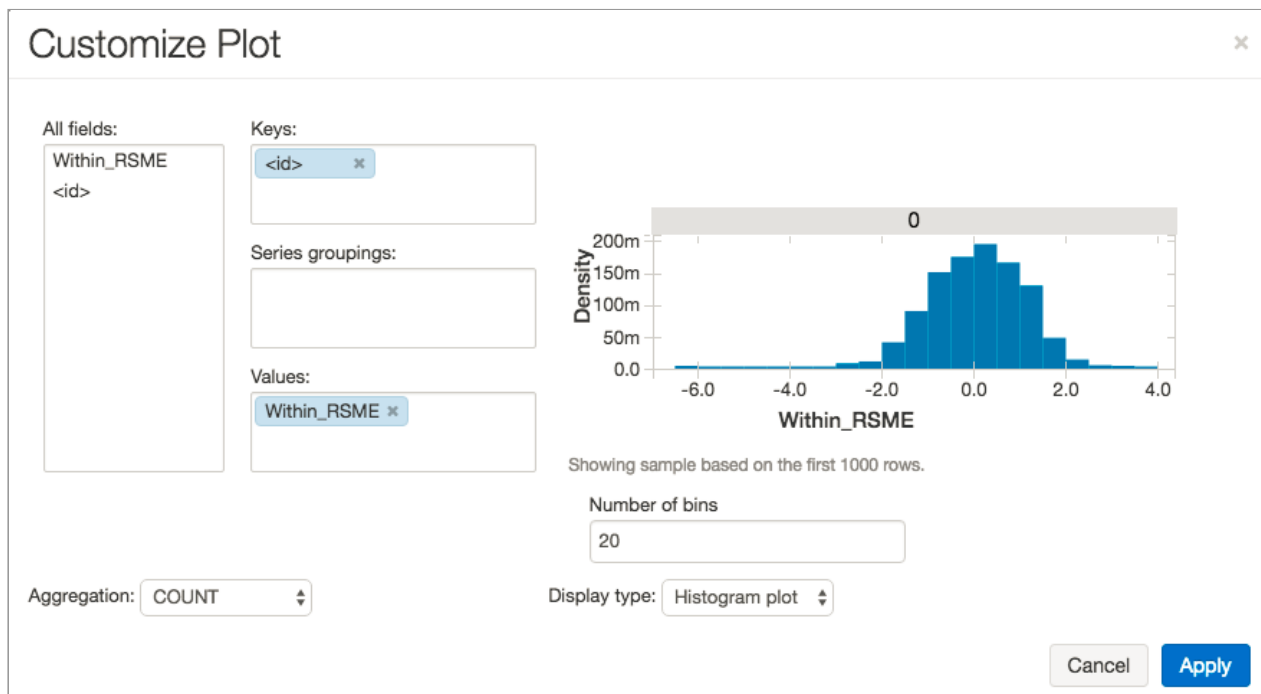 Customize Plot ×
All fields:
Within_RSME
<id>
Keys:
<id> ×
Series groupings:
Values:
Within_RSME ×
0
Density
200m
150m
100m
50m
0.0
-6.0 -4.0 -2.0 0.0 2.0 4.0
Within_RSME
Showing sample based on the first 1000 rows.
Number of bins
20
Aggregation: COUNT
Display type: Histogram plot
Cancel Apply